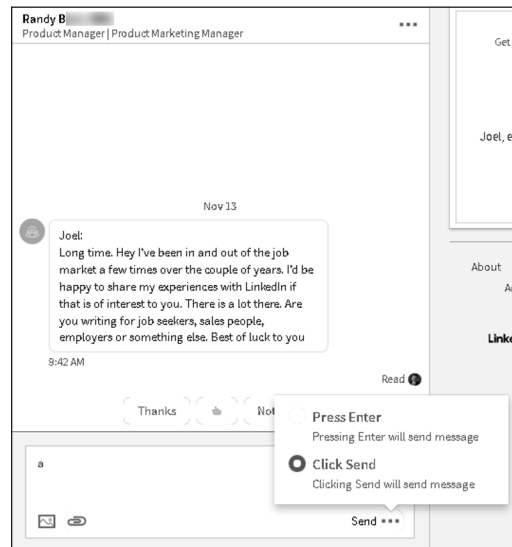 Randy B
Product Manager | Product Marketing Manager
Get
Joel, e
Nov 13
Joel:
Long time. Hey I've been in and out of the job
market a few times over the couple of years. I'd be
happy to share my experiences with LinkedIn if
that is of interest to you. There is a lot there. Are
you writing for job seekers, sales people,
employers or something else. Best of luck to you
9:42 AM
About
Linke
Read
Thanks
Not
Press Enter
Pressing Enter will send message
Click Send
Clicking Send will send message
a
Send